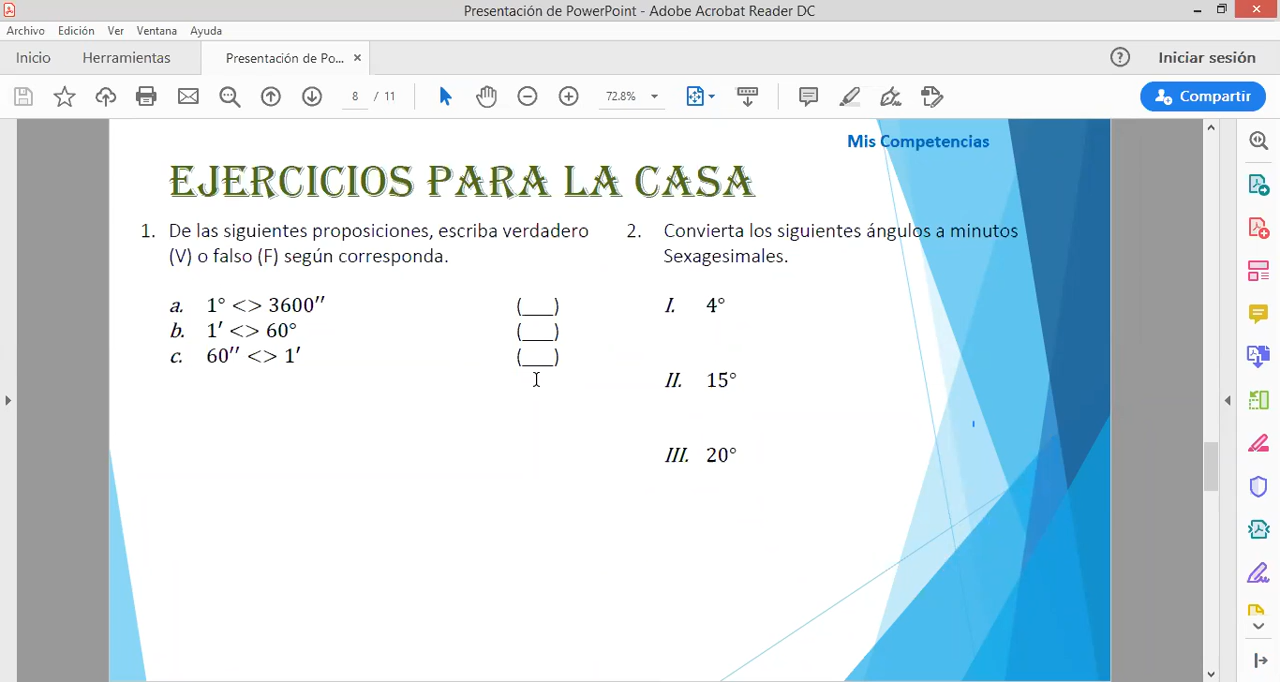 Presentación de PowerPoint - Adobe Acrobat Reader DC
Archivo Edición Ver Ventana Ayuda
Inicio Herramientas Presentación de Po... × Iniciar sesión
8 / 11 72.8% Compartir
Mis Competencias
EJERCICIOS PARA LA CASA
1. De las siguientes proposiciones, escriba verdadero
(V) o falso (F) según corresponda.
a. 1° <> 3600′′ (___)
b. 1′ <> 60° (___)
c. 60′′ <> 1′ (___)
2. Convierta los siguientes ángulos a minutos
Sexagesimales.
I. 4°
II. 15°
III. 20°